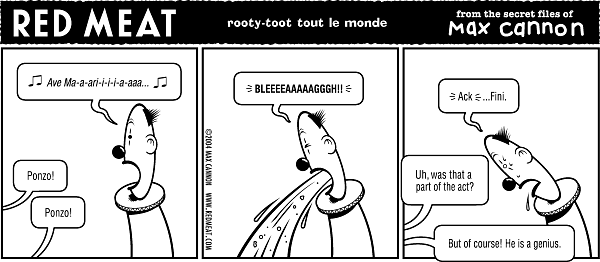 RED MEAT
rooty-toot tout le monde
from the secret files of
Max cannon
♫ Ave Ma-a-ari-i-i-i-a-aaa... ♫
Ponzo!
Ponzo!
©2004 MAX CANNON WWW.REDMEAT.COM
BLEEEEAAAAAGGGH!!
Ack ...Fini.
Uh, was that a
part of the act?
But of course! He is a genius.